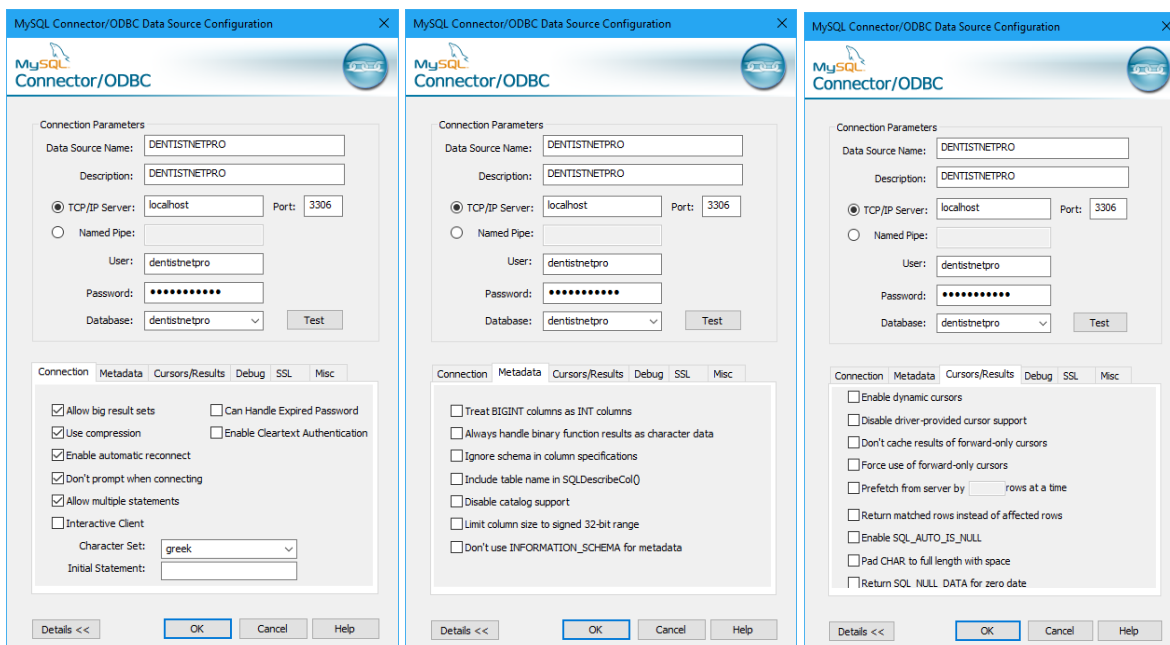 MySQL Connector/ODBC Data Source Configuration
MySQL
Connector/ODBC
Connection Parameters
Data Source Name: DENTISTNETPRO
Description: DENTISTNETPRO
TCP/IP Server: localhost Port: 3306
Named Pipe:
User: dentistnetpro
Password: •••••••••••
Database: dentistnetpro Test
Connection Metadata Cursors/Results Debug SSL Misc
Allow big result sets Can Handle Expired Password
Use compression Enable Cleartext Authentication
Enable automatic reconnect
Don't prompt when connecting
Allow multiple statements
Interactive Client
Character Set: greek
Initial Statement:
Details << OK Cancel Help
MySQL Connector/ODBC Data Source Configuration
MySQL
Connector/ODBC
Connection Parameters
Data Source Name: DENTISTNETPRO
Description: DENTISTNETPRO
TCP/IP Server: localhost Port: 3306
Named Pipe:
User: dentistnetpro
Password: •••••••••••
Database: dentistnetpro Test
Connection Metadata Cursors/Results Debug SSL Misc
Treat BIGINT columns as INT columns
Always handle binary function results as character data
Ignore schema in column specifications
Include table name in SQLDescribeCol()
Disable catalog support
Limit column size to signed 32-bit range
Don't use INFORMATION_SCHEMA for metadata
Details << OK Cancel Help
MySQL Connector/ODBC Data Source Configuration
MySQL
Connector/ODBC
Connection Parameters
Data Source Name: DENTISTNETPRO
Description: DENTISTNETPRO
TCP/IP Server: localhost Port: 3306
Named Pipe:
User: dentistnetpro
Password: •••••••••••
Database: dentistnetpro Test
Connection Metadata Cursors/Results Debug SSL Misc
Enable dynamic cursors
Disable driver-provided cursor support
Don't cache results of forward-only cursors
Force use of forward-only cursors
Prefetch from server by rows at a time
Return matched rows instead of affected rows
Enable SQL_AUTO_IS_NULL
Pad CHAR to full length with space
Return SQL_NULL_DATA for zero date
Details << OK Cancel Help